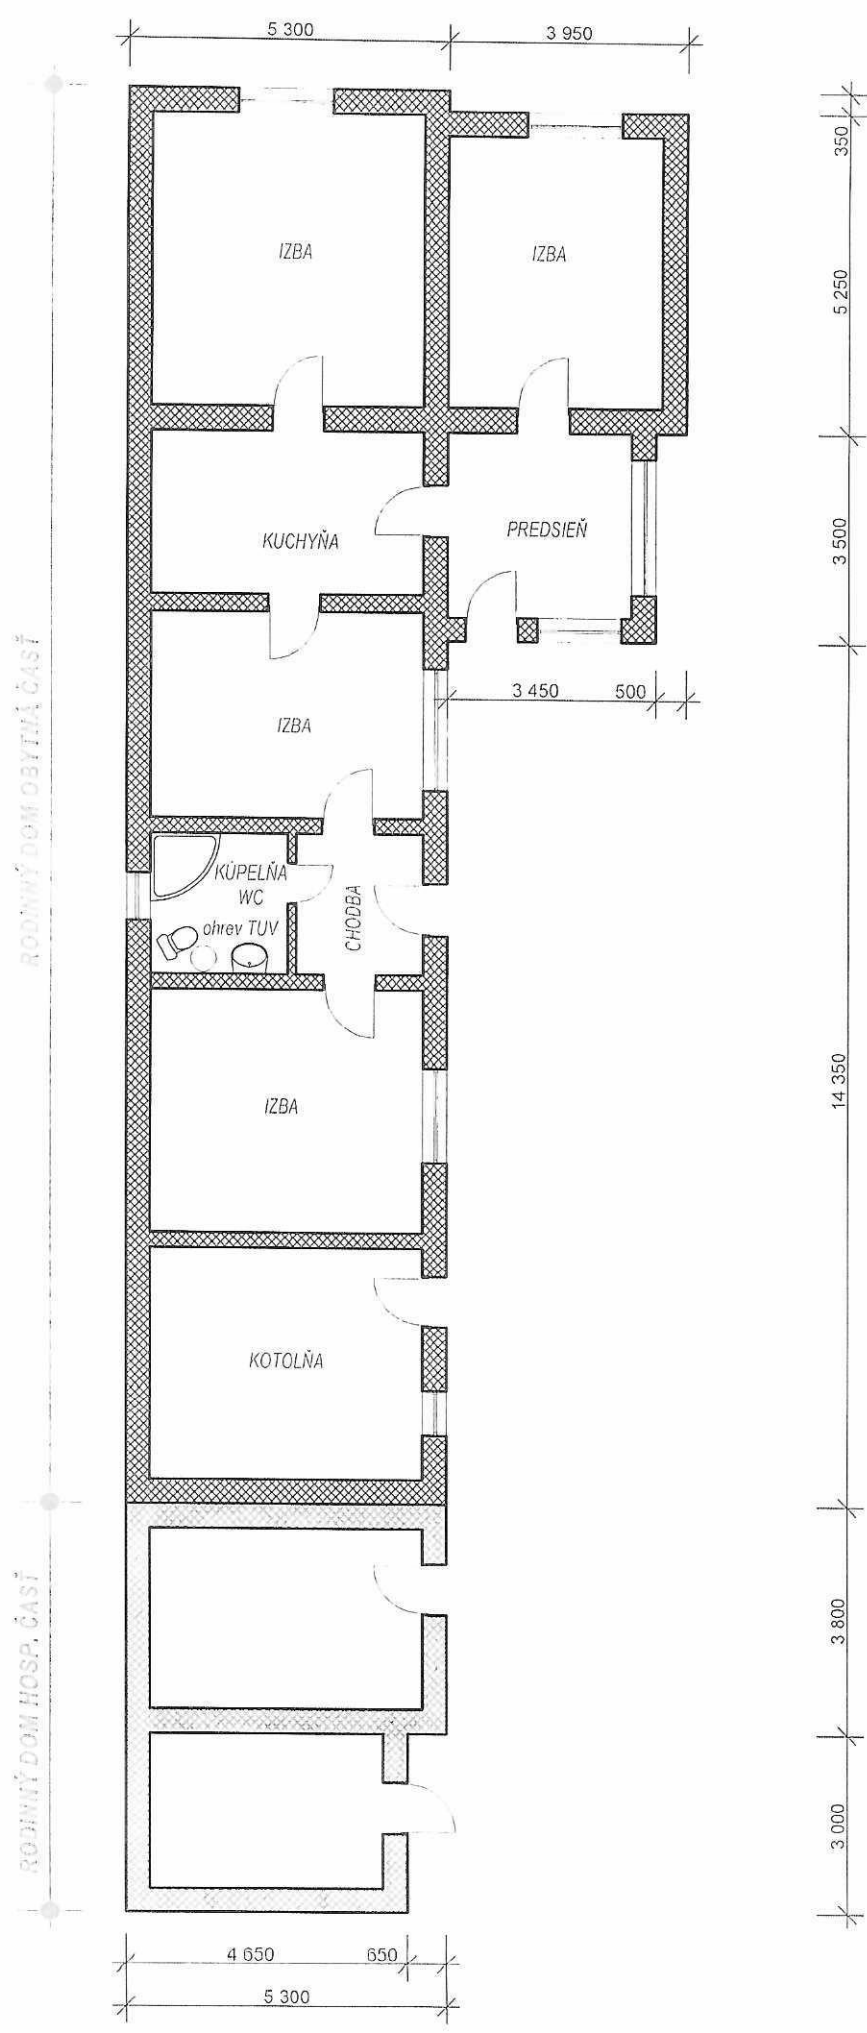 5 300
3 950
350
IZBA
IZBA
5 250
KUCHYŇA
PREDSIEŇ
3 500
RODINNÝ DOM OBYTNÁ ČASŤ
3 450
500
IZBA
KÚPEĽŇA
WC
ohrev TUV
CHODBA
IZBA
14 350
KOTOLŇA
RODINNÝ DOM HOSP. ČASŤ
3 800
3 000
4 650
650
5 300